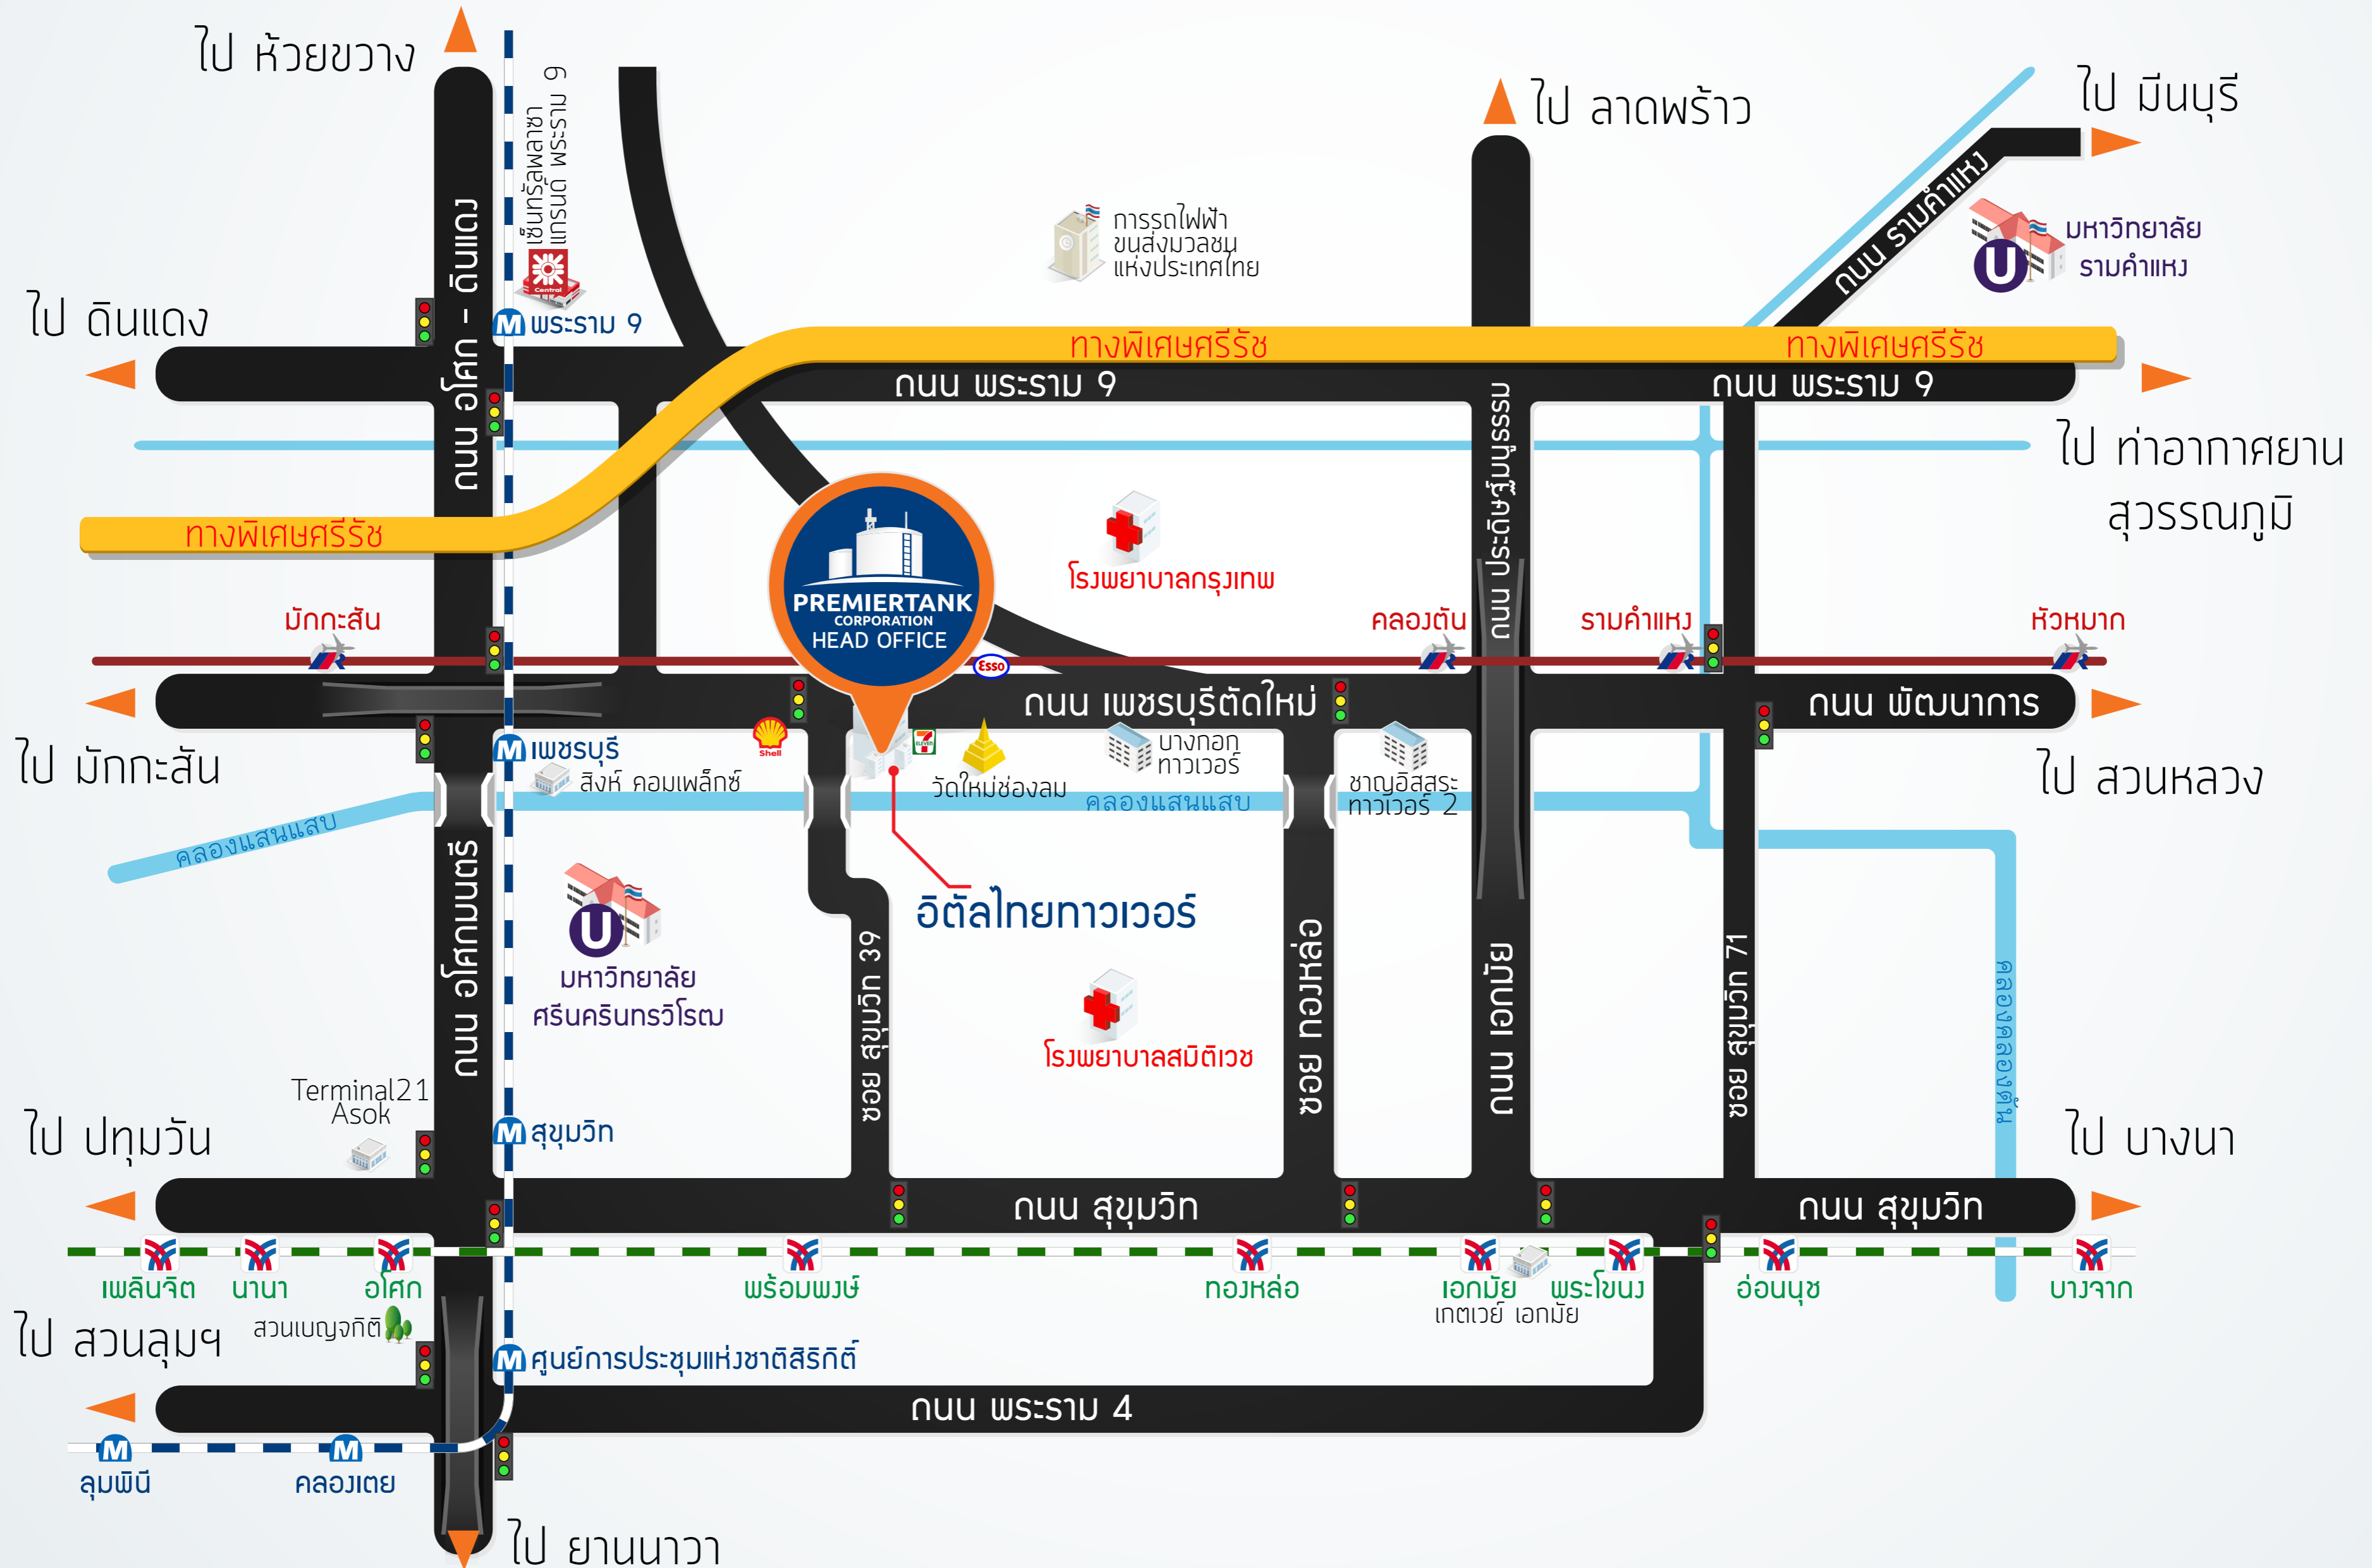 ไป ห้วยขวาง
เซ็นทรัลพลาซา
แกรนด์ พระราม 9
Central
ไป ลาดพร้าว
ไป มีนบุรี
ถนน รามคำแหง
มหาวิทยาลัย
รามคำแหง
การรถไฟฟ้า
ขนส่งมวลชน
แห่งประเทศไทย
ถนน อโศก - ดินแดง
ไป ดินแดง
พระราม 9
ทางพิเศษศรีรัช
ทางพิเศษศรีรัช
ถนน พระราม 9
ถนน พระราม 9
ไป ท่าอากาศยาน
สุวรรณภูมิ
ทางพิเศษศรีรัช
ถนน ประดิษฐ์มนูธรรม
โรงพยาบาลกรุงเทพ
PREMIERTANK
CORPORATION
HEAD OFFICE
มักกะสัน
Esso
คลองตัน
รามคำแหง
หัวหมาก
ถนน เพชรบุรีตัดใหม่
ถนน พัฒนาการ
ไป มักกะสัน
เพชรบุรี
สิงห์ คอมเพล็กซ์
Shell
7
ELEVEN
วัดใหม่ช่องลม
บางกอก
ทาวเวอร์
ชาญอิสสระ
ทาวเวอร์ 2
ไป สวนหลวง
คลองแสนแสบ
คลองแสนแสบ
ถนน อโศกมนตรี
U
มหาวิทยาลัย
ศรีนครินทรวิโรฒ
อิตัลไทยทาวเวอร์
ซอย สุขุมวิท 39
โรงพยาบาลสมิติเวช
ซอย ทองหล่อ
ถนน เอกมัย
ซอย สุขุมวิท 71
คลองคลองตัน
Terminal21
Asok
สุขุมวิท
ไป ปทุมวัน
ไป บางนา
ถนน สุขุมวิท
ถนน สุขุมวิท
เพลินจิต
นานา
อโศก
พร้อมพงษ์
ทองหล่อ
เอกมัย
พระโขนง
อ่อนนุช
บางจาก
เกตเวย์ เอกมัย
สวนเบญจกิติ
ไป สวนลุมฯ
ศูนย์การประชุมแห่งชาติสิริกิติ์
ถนน พระราม 4
ลุมพินี
คลองเตย
ไป ยานนาวา